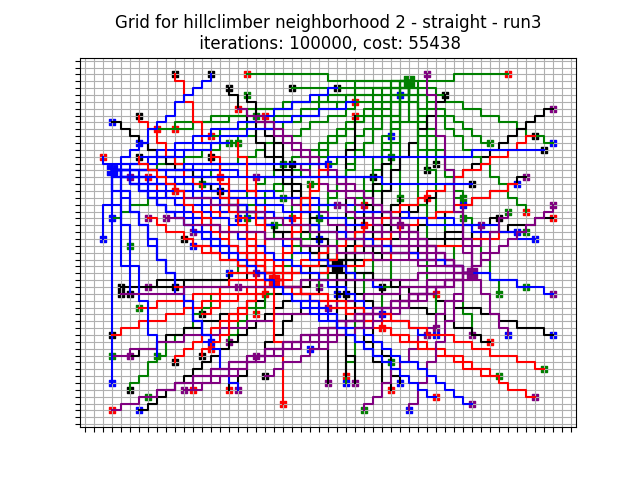 Grid for hillclimber neighborhood 2 - straight - run3
iterations: 100000, cost: 55438